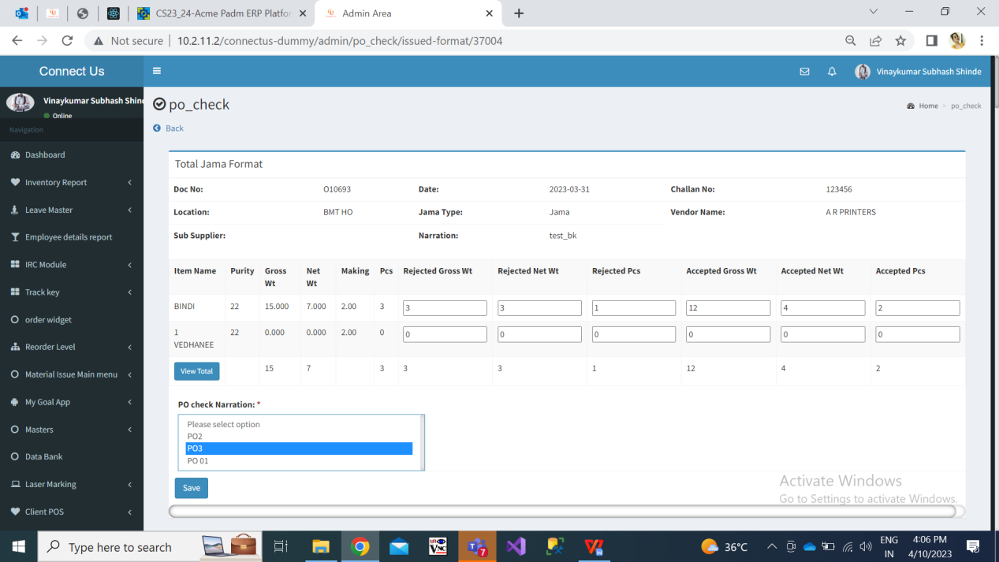 CS23_24-Acme Padm ERP Platfor
Admin Area
Not secure
10.2.11.2/connectus-dummy/admin/po_check/issued-format/37004
Connect Us
Vinaykumar Subhash Shinde
Vinaykumar Subhash Shind
Online
Navigation
Dashboard
Inventory Report
Leave Master
Employee details report
IRC Module
Track key
order widget
Reorder Level
Material Issue Main menu
My Goal App
Masters
Data Bank
Laser Marking
Client POS
po_check
Home > po_check
Back
Total Jama Format
Doc No: O10693 Date: 2023-03-31 Challan No: 123456
Location: BMT HO Jama Type: Jama Vendor Name: A R PRINTERS
Sub Supplier: Narration: test_bk
Item Name Purity Gross Wt Net Wt Making Pcs Rejected Gross Wt Rejected Net Wt Rejected Pcs Accepted Gross Wt Accepted Net Wt Accepted Pcs
BINDI 22 15.000 7.000 2.00 3 3 3 1 12 4 2
1 VEDHANEE 22 0.000 0.000 2.00 0 0 0 0 0 0 0
View Total 15 7 3 3 3 1 12 4 2
PO check Narration: *
Please select option
PO2
PO3
PO 01
Save
Activate Windows
Go to Settings to activate Windows.
Type here to search
VNC
7
36°C
ENG
IN
4:06 PM
4/10/2023